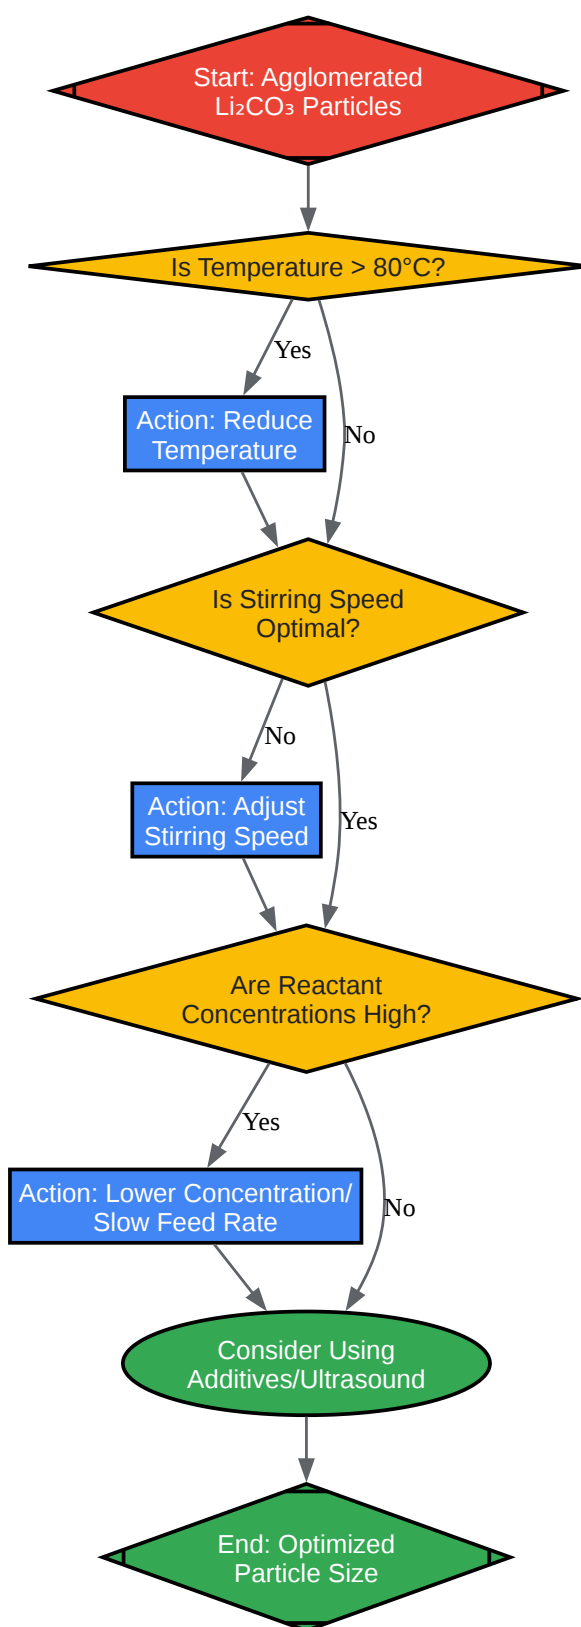 Start: Agglomerated
Li₂CO₃ Particles
Is Temperature > 80°C?
Yes
Action: Reduce
Temperature
No
Is Stirring Speed
Optimal?
No
Action: Adjust
Stirring Speed
Yes
Are Reactant
Concentrations High?
Yes
Action: Lower Concentration/
Slow Feed Rate
No
Consider Using
Additives/Ultrasound
End: Optimized
Particle Size